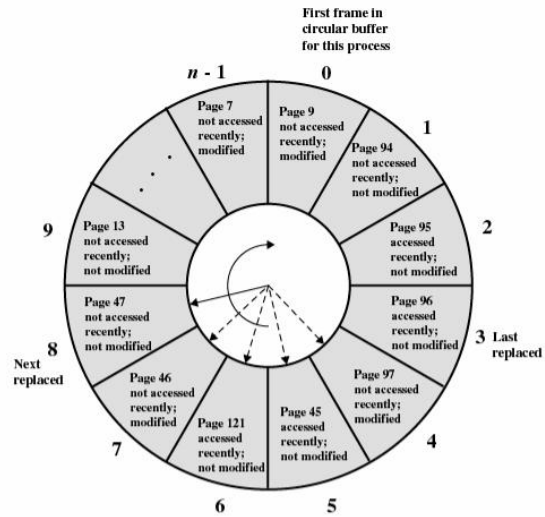 First frame in
circular buffer
for this process
n - 1
0
Page 7
not accessed
recently;
modified
Page 9
not accessed
recently;
modified
1
Page 94
not accessed
recently;
not modified
2
Page 95
accessed
recently;
not modified
3 Last
replaced
Page 96
accessed
recently;
not modified
4
Page 97
not accessed
recently;
modified
5
Page 45
accessed
recently;
not modified
6
Page 121
accessed
recently;
not modified
7
Page 46
not accessed
recently;
modified
8
Next
replaced
Page 47
not accessed
recently;
not modified
9
Page 13
not accessed
recently;
not modified
. . .